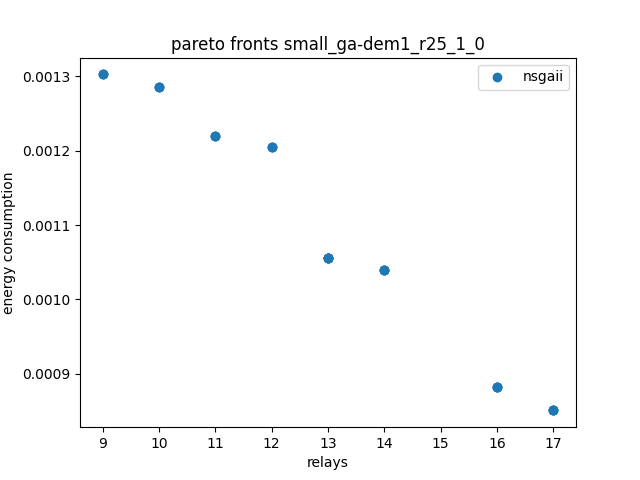 pareto fronts small_ga-dem1_r25_1_0
nsgaii
0.0013
0.0012
0.0011
0.0010
0.0009
energy consumption
9 10 11 12 13 14 15 16 17
relays